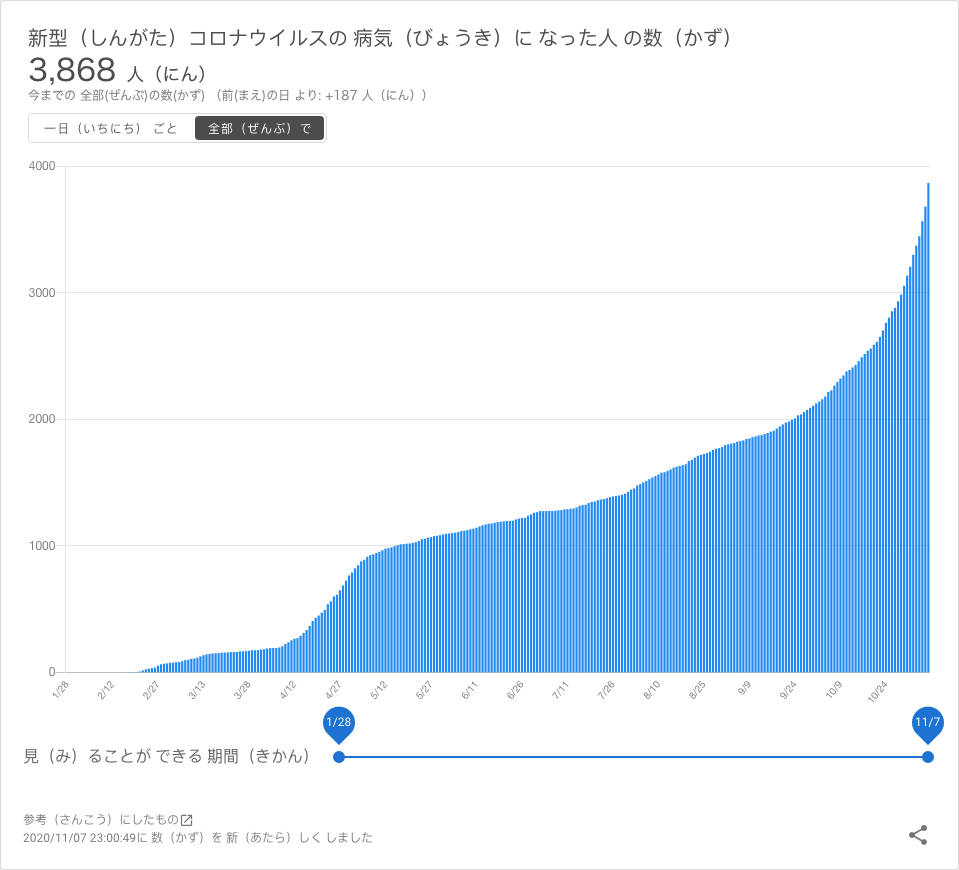 新型（しんがた）コロナウイルスの 病気（びょうき）に なった人 の数（かず）
3,868 人（にん）
今までの 全部(ぜんぶ)の数(かず) （前(まえ)の日 より: +187 人（にん））
一日（いちにち） ごと 全部（ぜんぶ）で
4000
3000
2000
1000
0
1/28 2/12 2/27 3/13 3/28 4/12 4/27 5/12 5/27 6/11 6/26 7/11 7/26 8/10 8/25 9/9 9/24 10/9 10/24
1/28 11/7
見（み）ることが できる 期間（きかん）
参考（さんこう）にしたもの
2020/11/07 23:00:49に 数（かず）を 新（あたら）しく しました